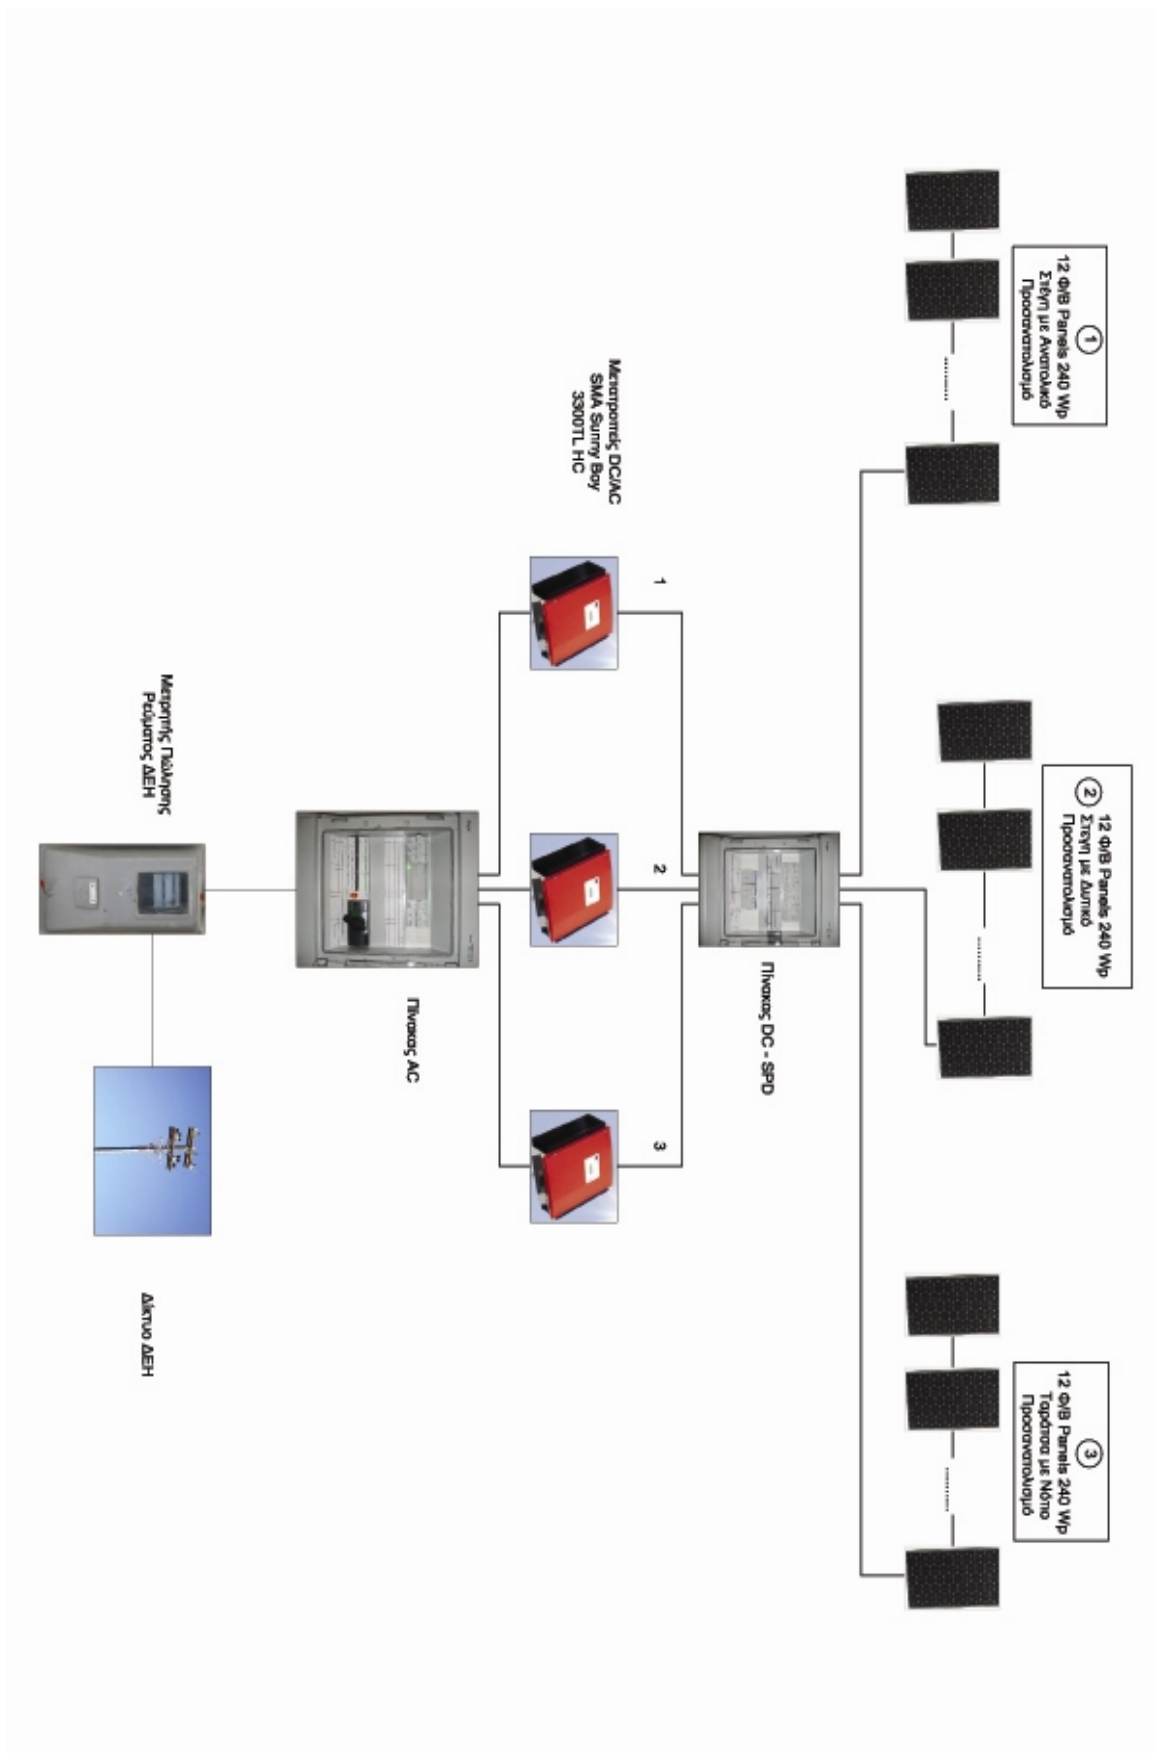 1
12 Φ/Β Panels 240 Wp
Στέγη με Ανατολικό
Προσανατολισμό
12 Φ/Β Panels 240 Wp
2
Στέγη με Δυτικό
Προσανατολισμό
3
12 Φ/Β Panels 240 Wp
Ταράτσα με Νότιο
Προσανατολισμό
Πίνακας DC - SPD
1
2
3
Μετατροπείς DC/AC
SMA Sunny Boy
3300TL HC
Πίνακας AC
Μετρητής Πώλησης
Ρεύματος ΔΕΗ
Δίκτυο ΔΕΗ